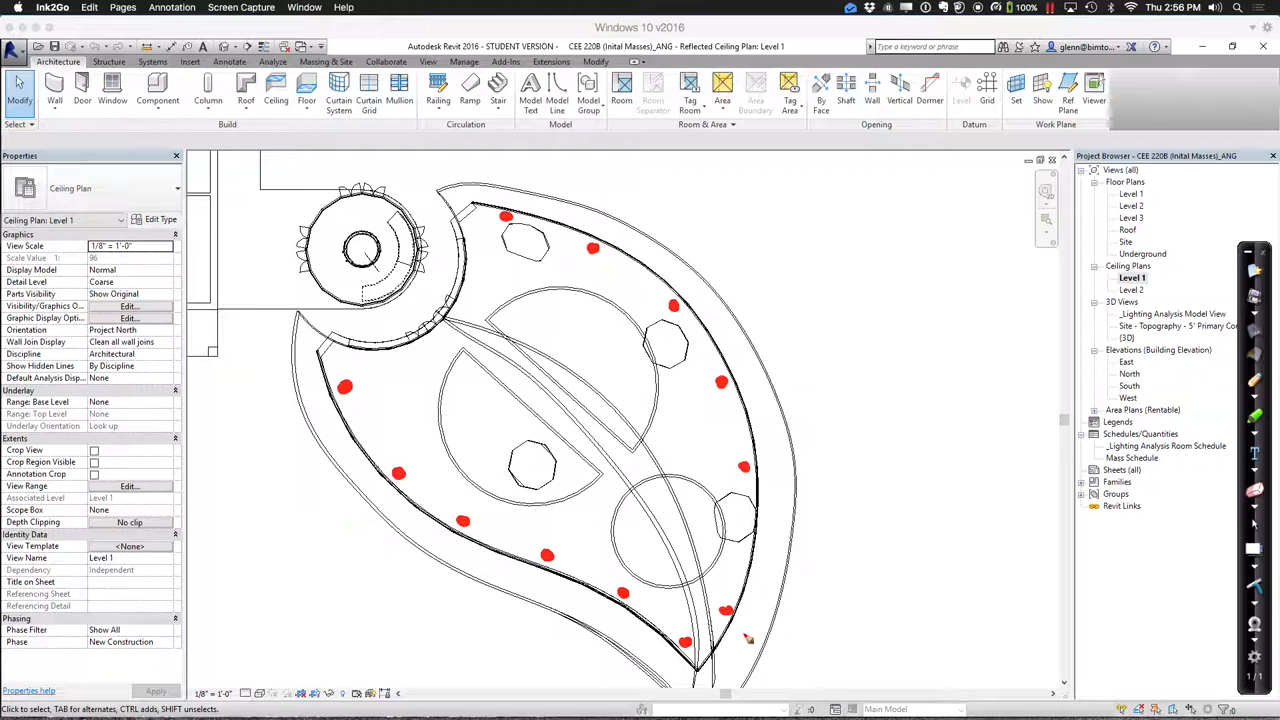 Ink2Go Edit Pages Annotation Screen Capture Window Help 100% Thu 2:56 PM
Windows 10 v2016
Autodesk Revit 2016 - STUDENT VERSION - CEE 220B (Inital Masses)_ANG - Reflected Ceiling Plan: Level 1 Type a keyword or phrase glenn@bimto...
Architecture Structure Systems Insert Annotate Analyze Massing & Site Collaborate View Manage Add-Ins Extensions Modify
Modify Wall Door Window Component Column Roof Ceiling Floor Curtain System Curtain Grid Mullion Railing Ramp Stair Model Text Model Line Model Group Room Room Separator Tag Room Area Area Boundary Tag Area By Face Shaft Wall Vertical Dormer Level Grid Set Show Ref Plane Viewer
Select Build Circulation Model Room & Area Opening Datum Work Plane
Properties
Ceiling Plan
Ceiling Plan: Level 1 Edit Type
Graphics
View Scale 1/8" = 1'-0"
Scale Value 1: 96
Display Model Normal
Detail Level Coarse
Parts Visibility Show Original
Visibility/Graphics O... Edit...
Graphic Display Opti... Edit...
Orientation Project North
Wall Join Display Clean all wall joins
Discipline Architectural
Show Hidden Lines By Discipline
Default Analysis Disp... None
Underlay
Range: Base Level None
Range: Top Level None
Underlay Orientation Look up
Extents
Crop View
Crop Region Visible
Annotation Crop
View Range Edit...
Associated Level Level 1
Scope Box None
Depth Clipping No clip
Identity Data
View Template <None>
View Name Level 1
Dependency Independent
Title on Sheet
Referencing Sheet
Referencing Detail
Phasing
Phase Filter Show All
Phase New Construction
Properties help Apply
Project Browser - CEE 220B (Inital Masses)_ANG
Views (all)
Floor Plans
Level 1
Level 2
Level 3
Roof
Site
Underground
Ceiling Plans
Level 1
Level 2
3D Views
_Lighting Analysis Model View
Site - Topography - 5' Primary Co
{3D}
Elevations (Building Elevation)
East
North
South
West
Area Plans (Rentable)
Legends
Schedules/Quantities
_Lighting Analysis Room Schedule
Mass Schedule
Sheets (all)
Families
Groups
Revit Links
1 / 1
1/8" = 1'-0"
Click to select, TAB for alternates, CTRL adds, SHIFT unselects. :0 Main Model :0